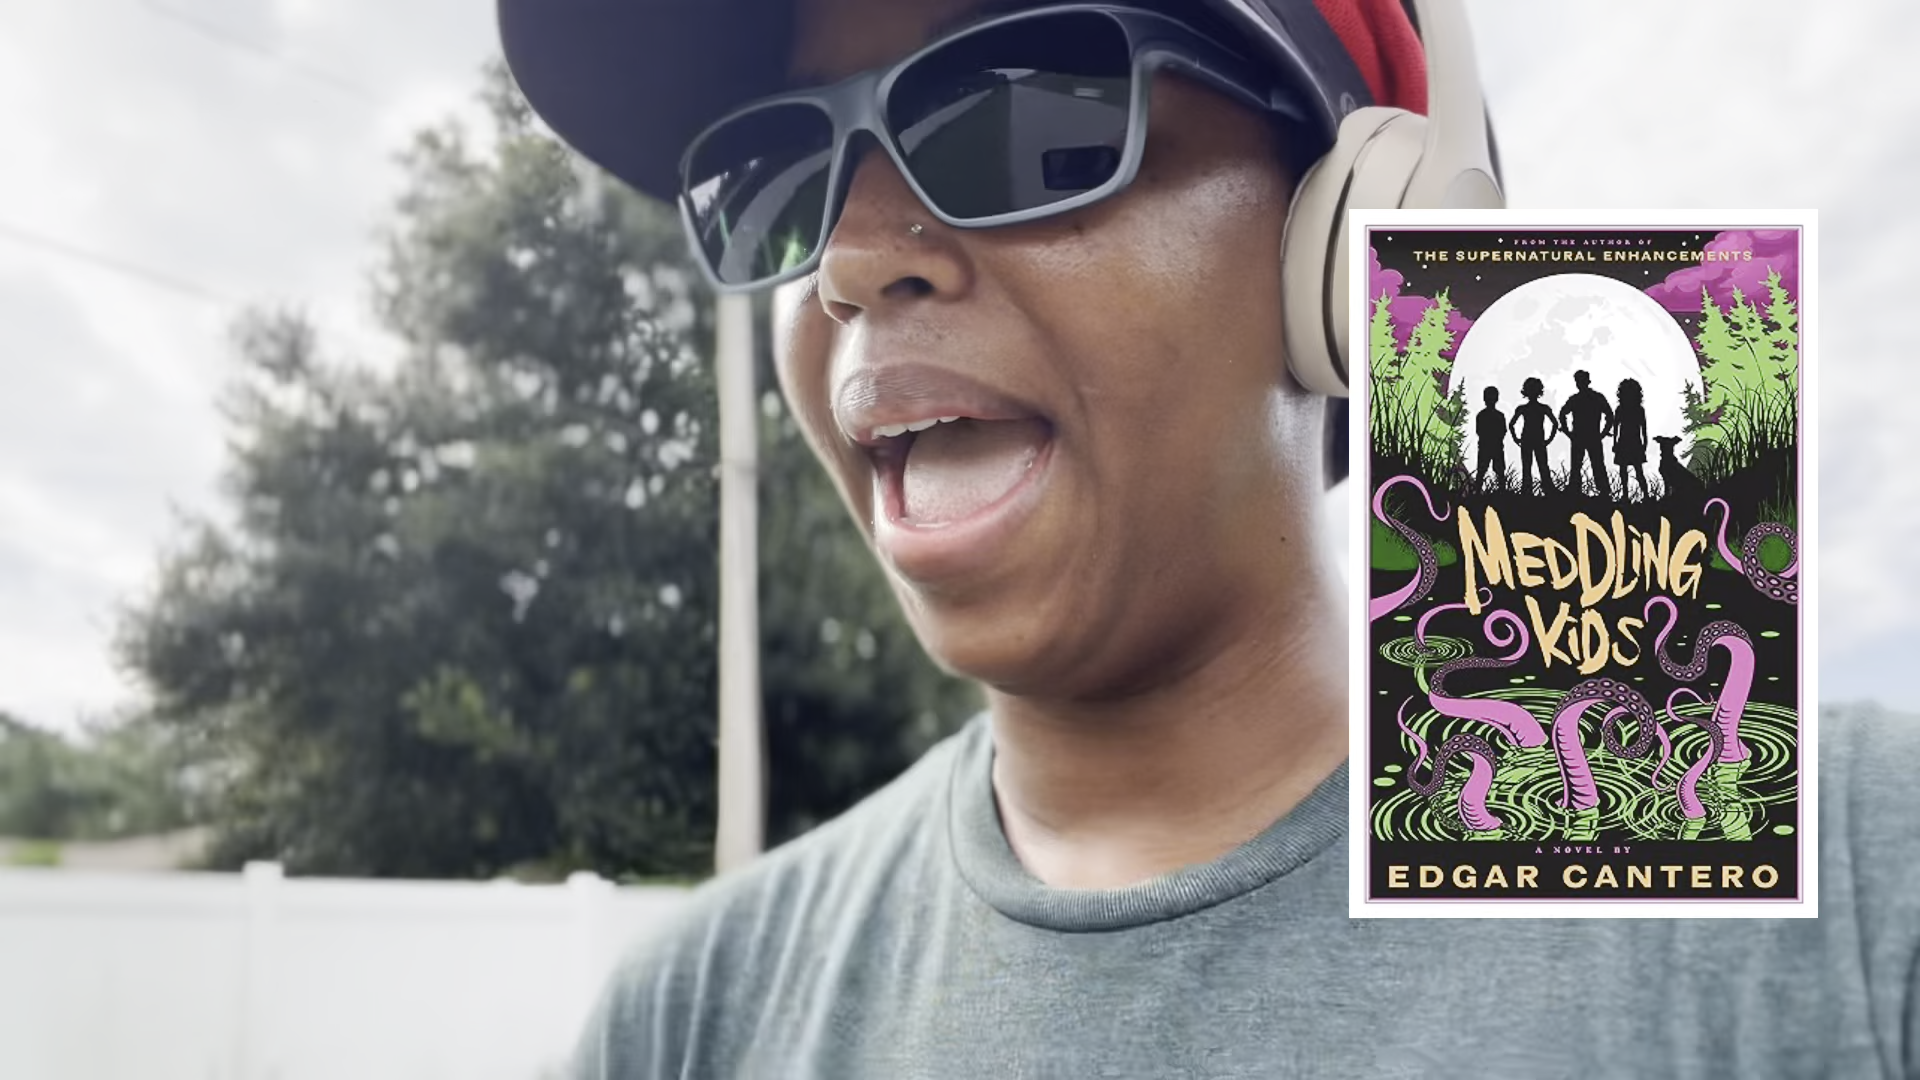 FROM THE AUTHOR OF
THE SUPERNATURAL ENHANCEMENTS
MEDDLING
KIDS
A NOVEL BY
EDGAR CANTERO